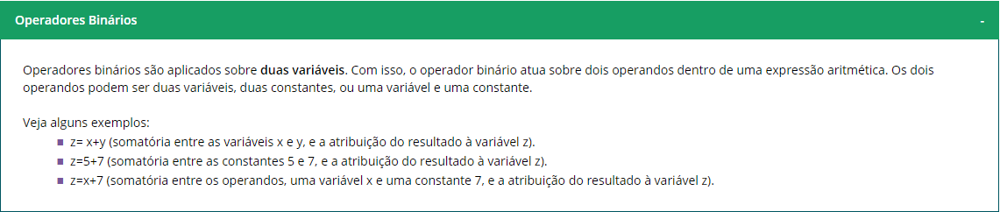 Operadores Binários
-
Operadores binários são aplicados sobre duas variáveis. Com isso, o operador binário atua sobre dois operandos dentro de uma expressão aritmética. Os dois
operandos podem ser duas variáveis, duas constantes, ou uma variável e uma constante.
Veja alguns exemplos:
z= x+y (somatória entre as variáveis x e y, e a atribuição do resultado à variável z).
z=5+7 (somatória entre as constantes 5 e 7, e a atribuição do resultado à variável z).
z=x+7 (somatória entre os operandos, uma variável x e uma constante 7, e a atribuição do resultado à variável z).